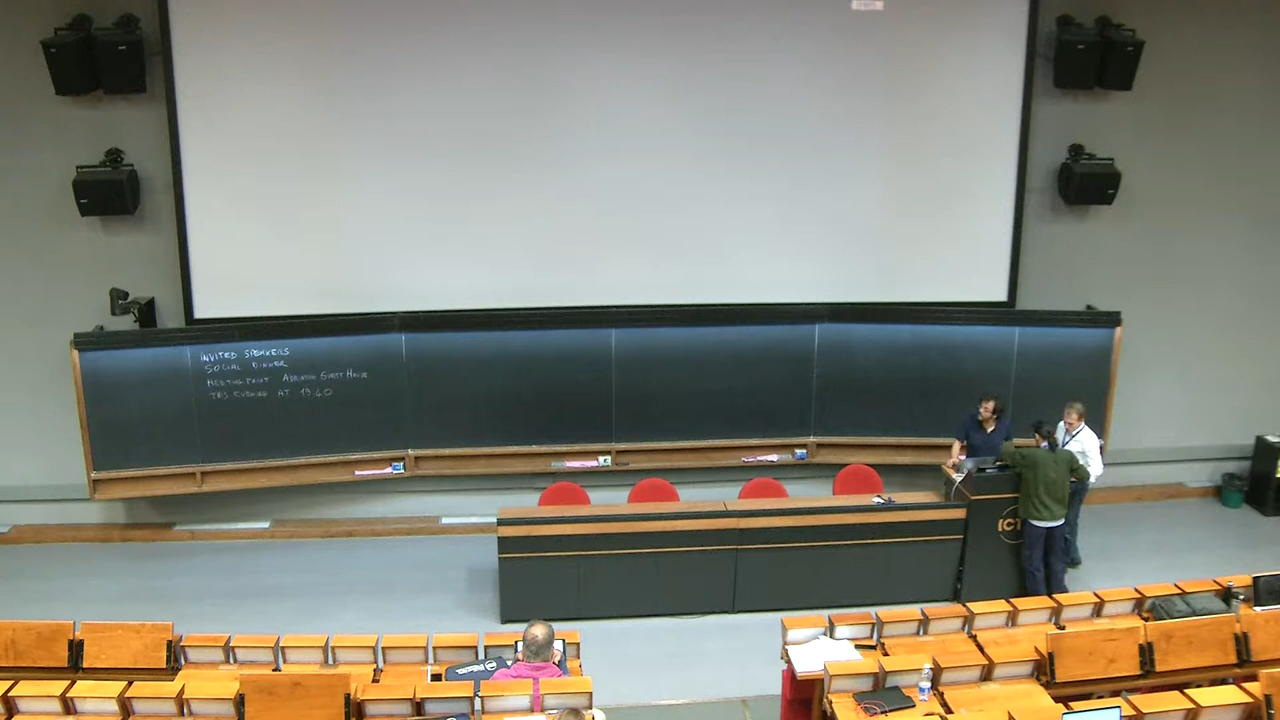 INVITED SPEAKERS
SOCIAL DINNER
MEETING POINT ADRIATICO GUEST HOUSE
THIS EVENING AT 19:40
ICT